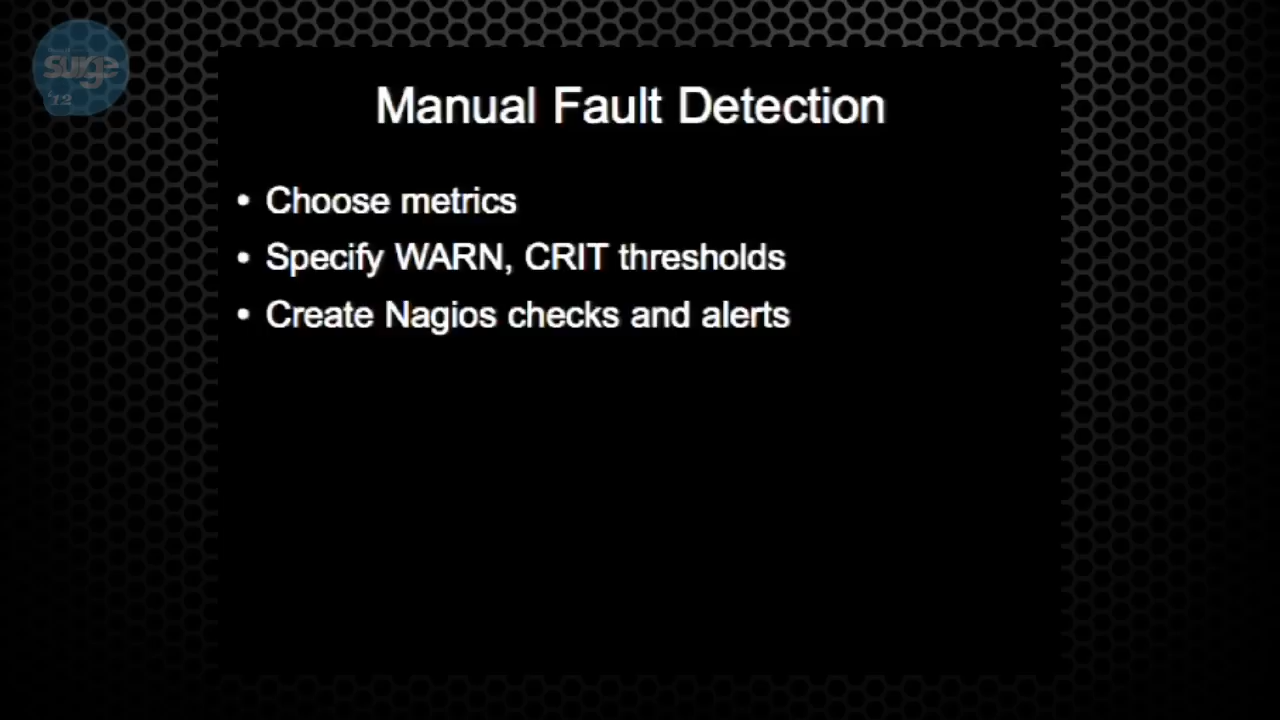 surge
'12
Manual Fault Detection
• Choose metrics
• Specify WARN, CRIT thresholds
• Create Nagios checks and alerts